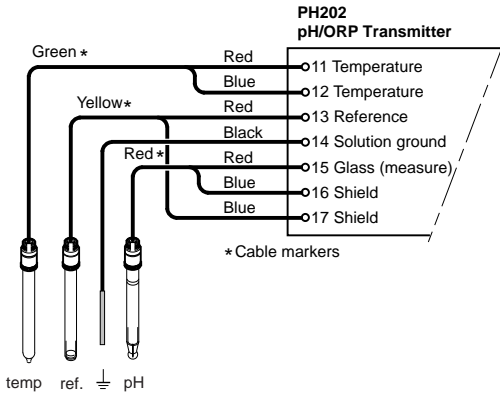 PH202
pH/ORP Transmitter
Green *
Red
11 Temperature
Blue
12 Temperature
Yellow*
Red
13 Reference
Black
14 Solution ground
Red *
Red
15 Glass (measure)
Blue
16 Shield
Blue
17 Shield
* Cable markers
temp ref. pH